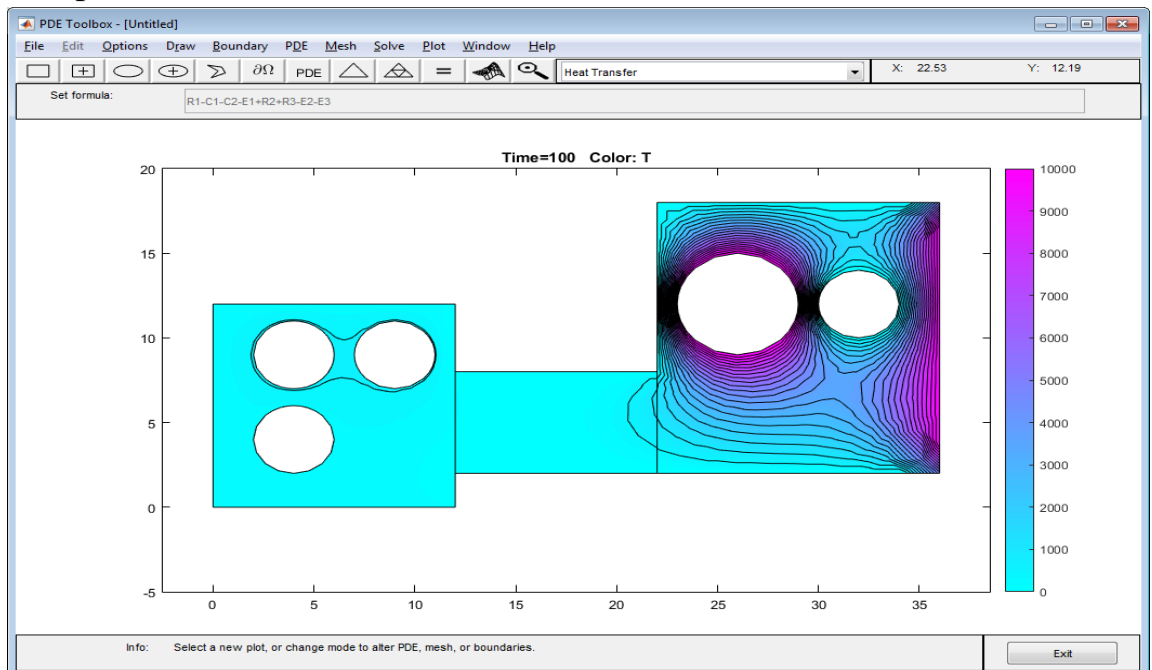 PDE Toolbox - [Untitled]
File Edit Options Draw Boundary PDE Mesh Solve Plot Window Help
∂Ω PDE = Heat Transfer X: 22.53 Y: 12.19
Set formula: R1-C1-C2-E1+R2+R3-E2-E3
Time=100 Color: T
20
15
10
5
0
-5
0 5 10 15 20 25 30 35
10000
9000
8000
7000
6000
5000
4000
3000
2000
1000
0
Info: Select a new plot, or change mode to alter PDE, mesh, or boundaries. Exit